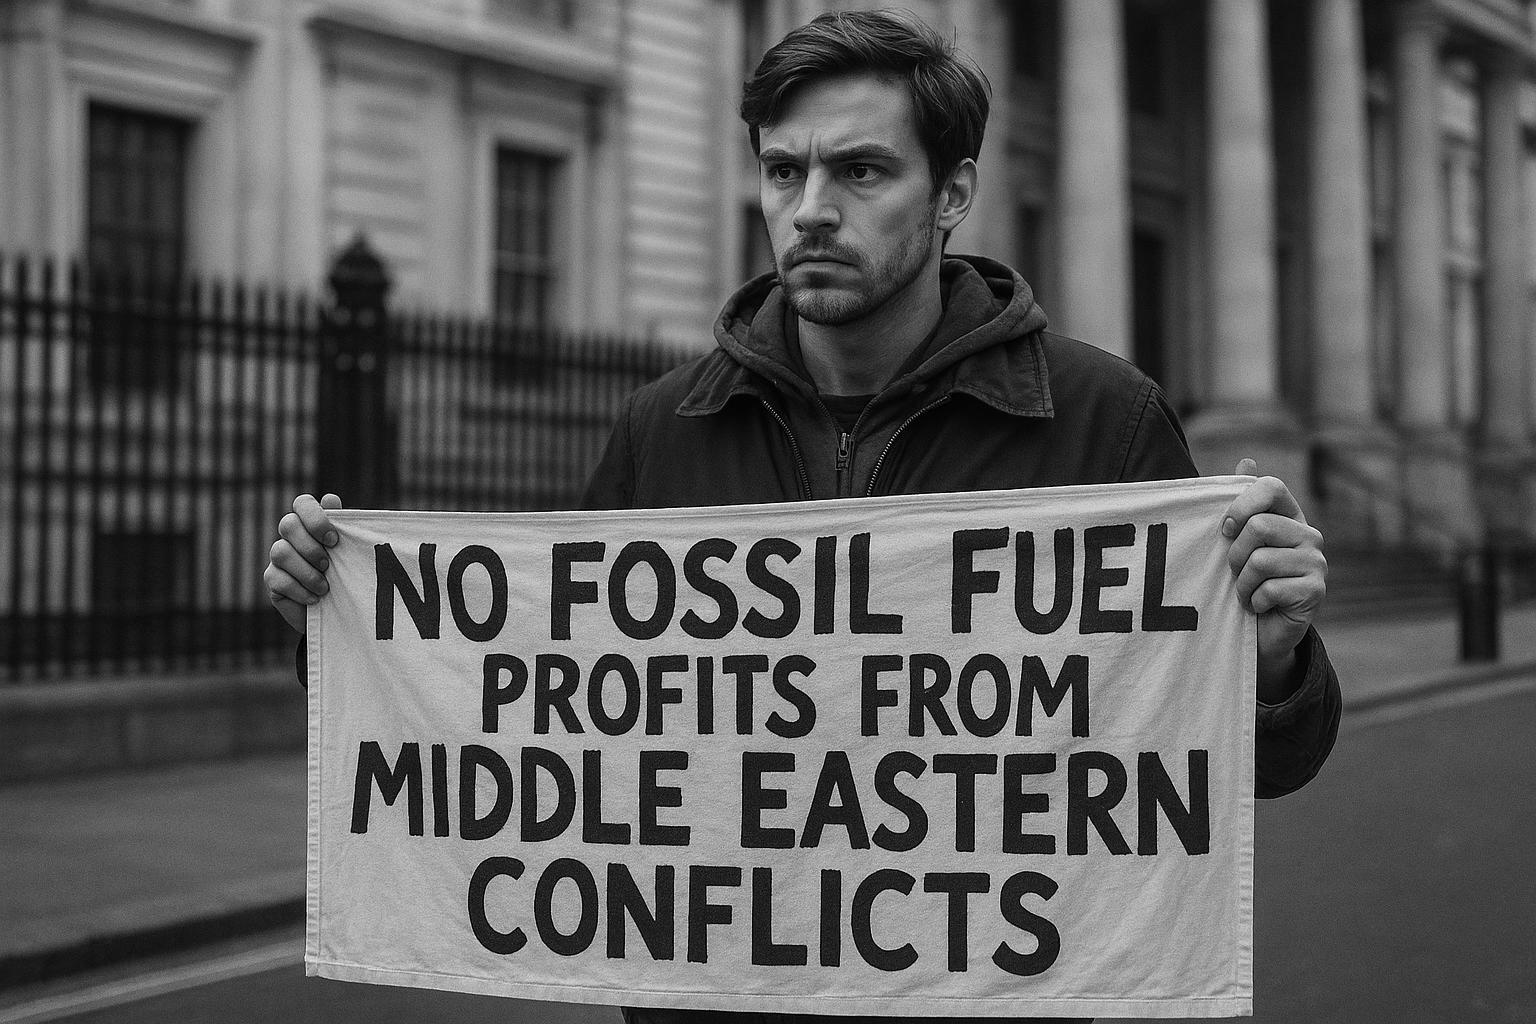 NO FOSSIL FUEL
PROFITS FROM
MIDDLE EASTERN
CONFLICTS